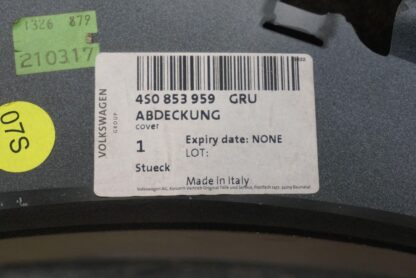 1326 879
210317
07S
VOLKSWAGEN
GROUP
4S0 853 959 GRU
ABDECKUNG
cover
1
Expiry date: NONE
LOT:
Stueck
Made in Italy